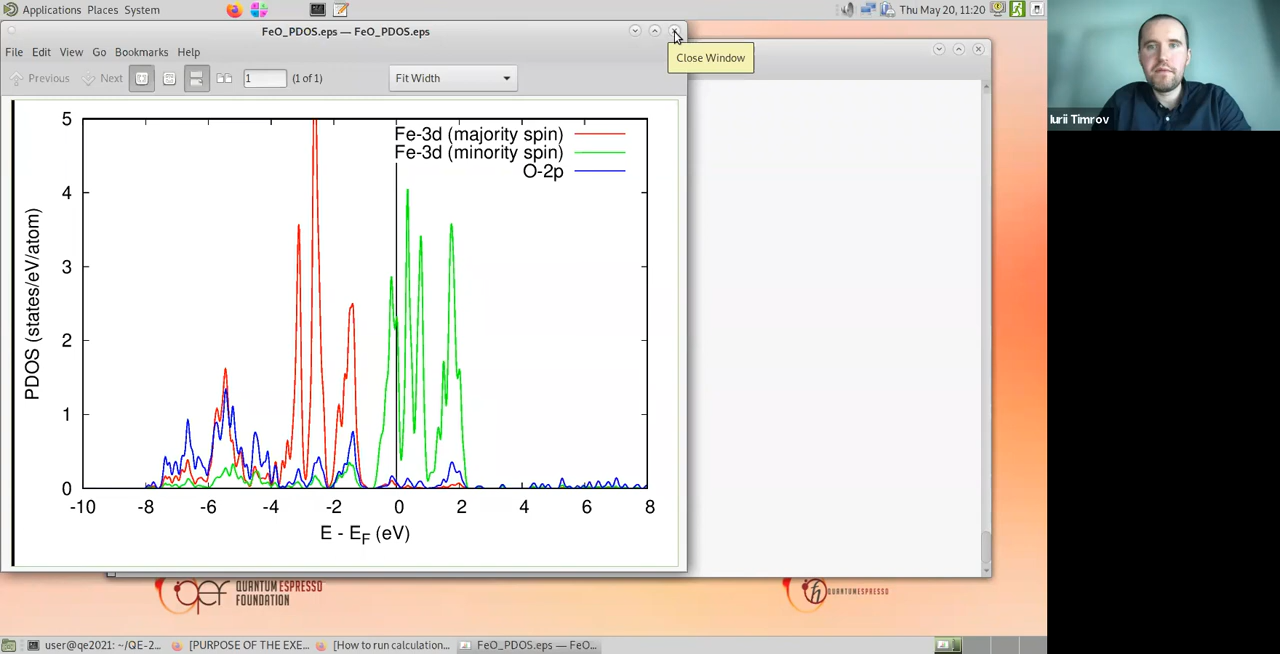 Applications Places System
Thu May 20, 11:20
FeO_PDOS.eps — FeO_PDOS.eps
Close Window
File Edit View Go Bookmarks Help
Previous Next 1 (1 of 1) Fit Width
Fe-3d (majority spin)
Fe-3d (minority spin)
O-2p
PDOS (states/eV/atom)
5
4
3
2
1
0
-10 -8 -6 -4 -2 0 2 4 6 8
E - EF (eV)
Iurii Timrov
QUANTUM ESPRESSO
FOUNDATION
QUANTUMESPRESSO
user@qe2021: ~/QE-2... [PURPOSE OF THE EXE... [How to run calculation... FeO_PDOS.eps — FeO...